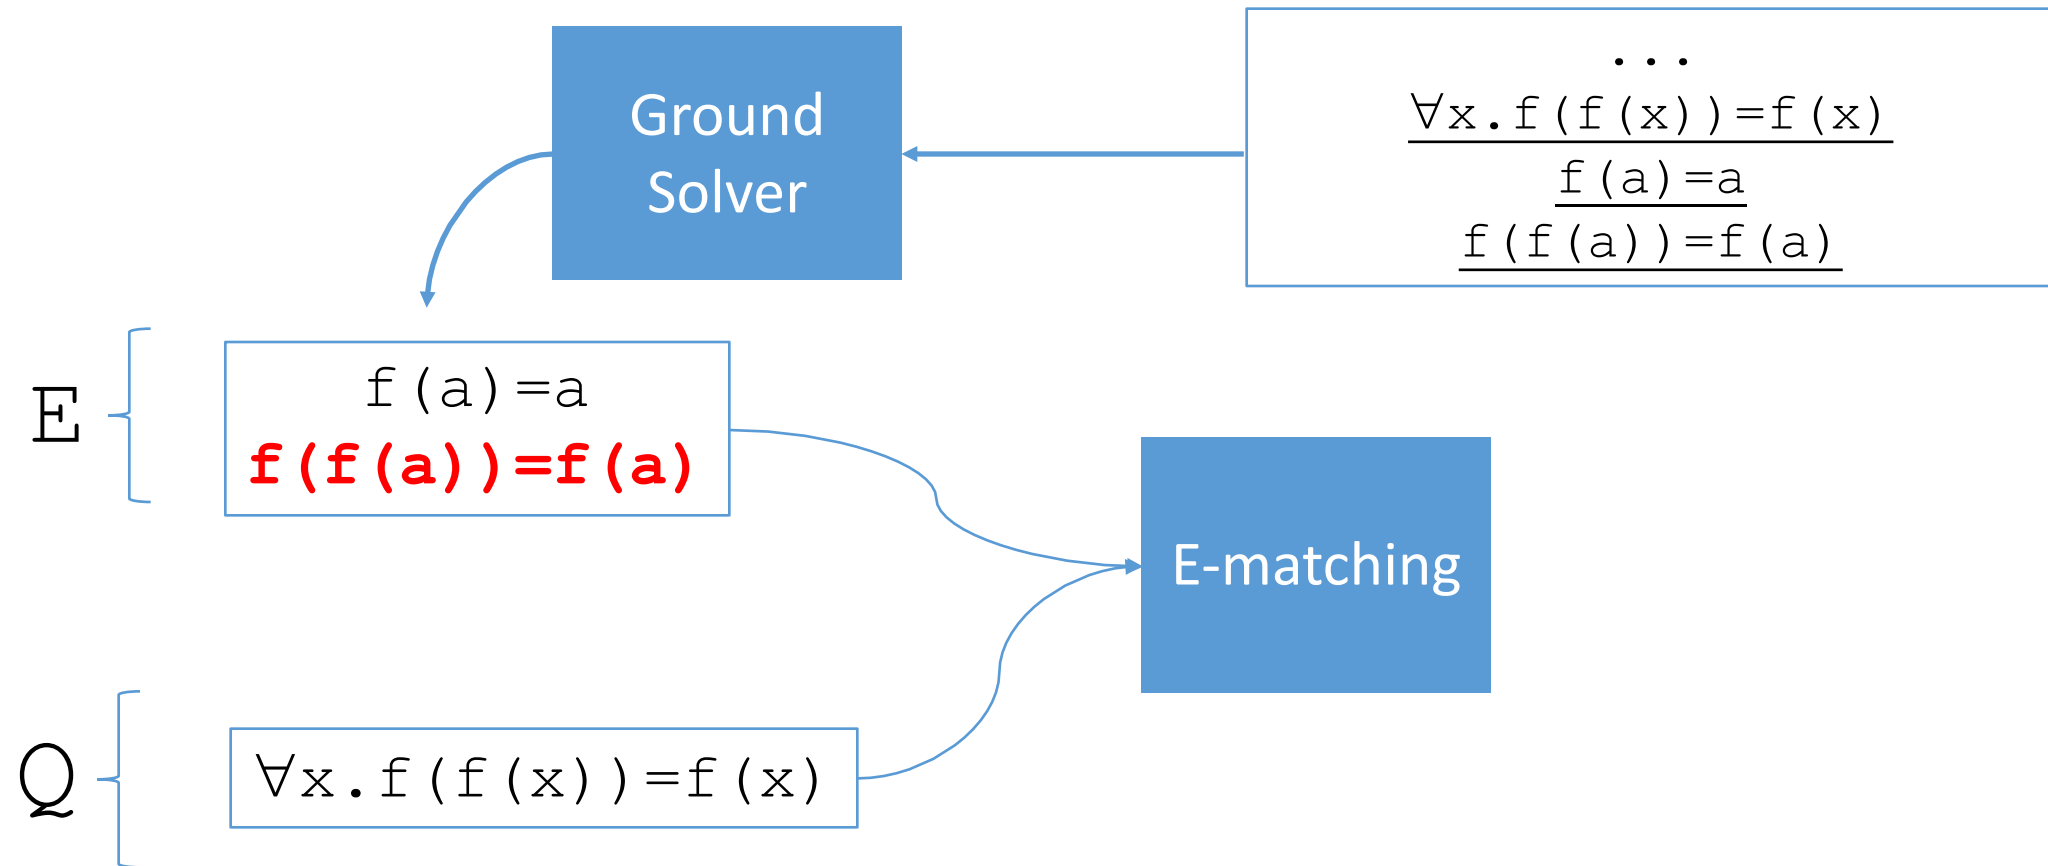 Ground
Solver
...
∀x.f(f(x))=f(x)
f(a)=a
f(f(a))=f(a)
E
f(a)=a
f(f(a))=f(a)
E-matching
Q
∀x.f(f(x))=f(x)